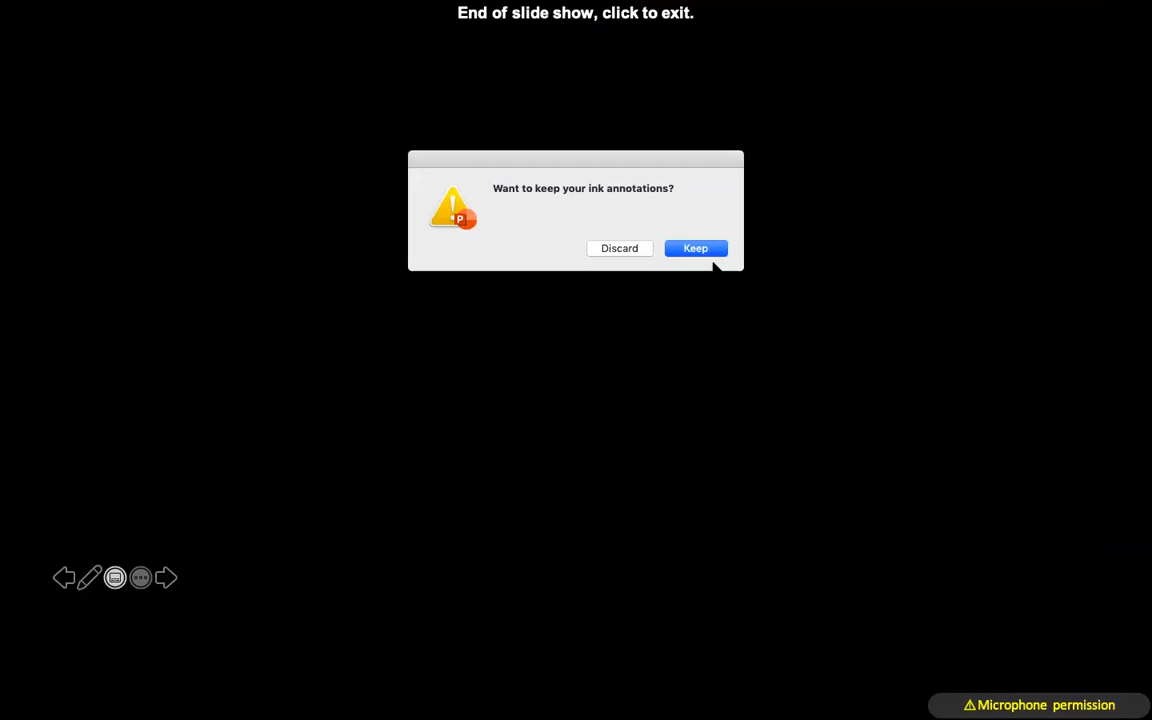 End of slide show, click to exit.
Want to keep your ink annotations?
P
Discard
Keep
⚠Microphone permission